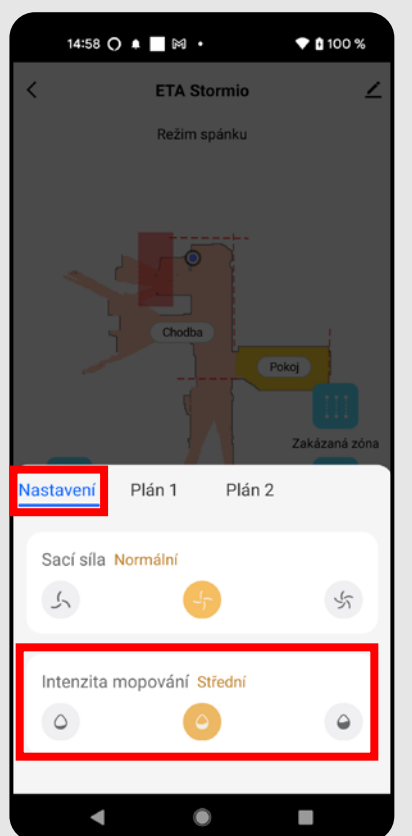 14:58
100 %
ETA Stormio
Režim spánku
Chodba
Pokoj
Zakázaná zóna
Nastavení Plán 1 Plán 2
Sací síla Normální
Intenzita mopování Střední